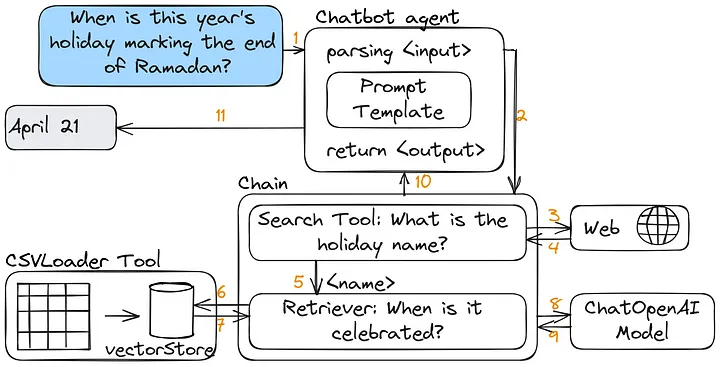 When is this year's
holiday marking the end
of Ramadan?
1
Chatbot agent
parsing <input>
Prompt
Template
return <output>
2
11
April 21
10
Chain
Search Tool: What is the
holiday name?
3
4
Web
5
<name>
CSVLoader Tool
vectorStore
6
7
Retriever: When is it
celebrated?
8
9
ChatOpenAI
Model